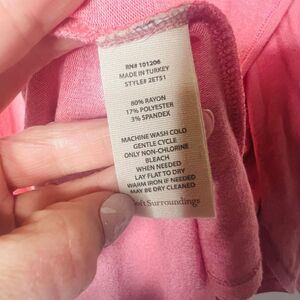 RN# 101206
MADE IN TURKEY
STYLE# 2ET51
80% RAYON
17% POLYESTER
3% SPANDEX
MACHINE WASH COLD
GENTLE CYCLE
ONLY NON-CHLORINE
BLEACH
WHEN NEEDED
LAY FLAT TO DRY
WARM IRON IF NEEDED
MAY BE DRY CLEANED
oft Surroundings